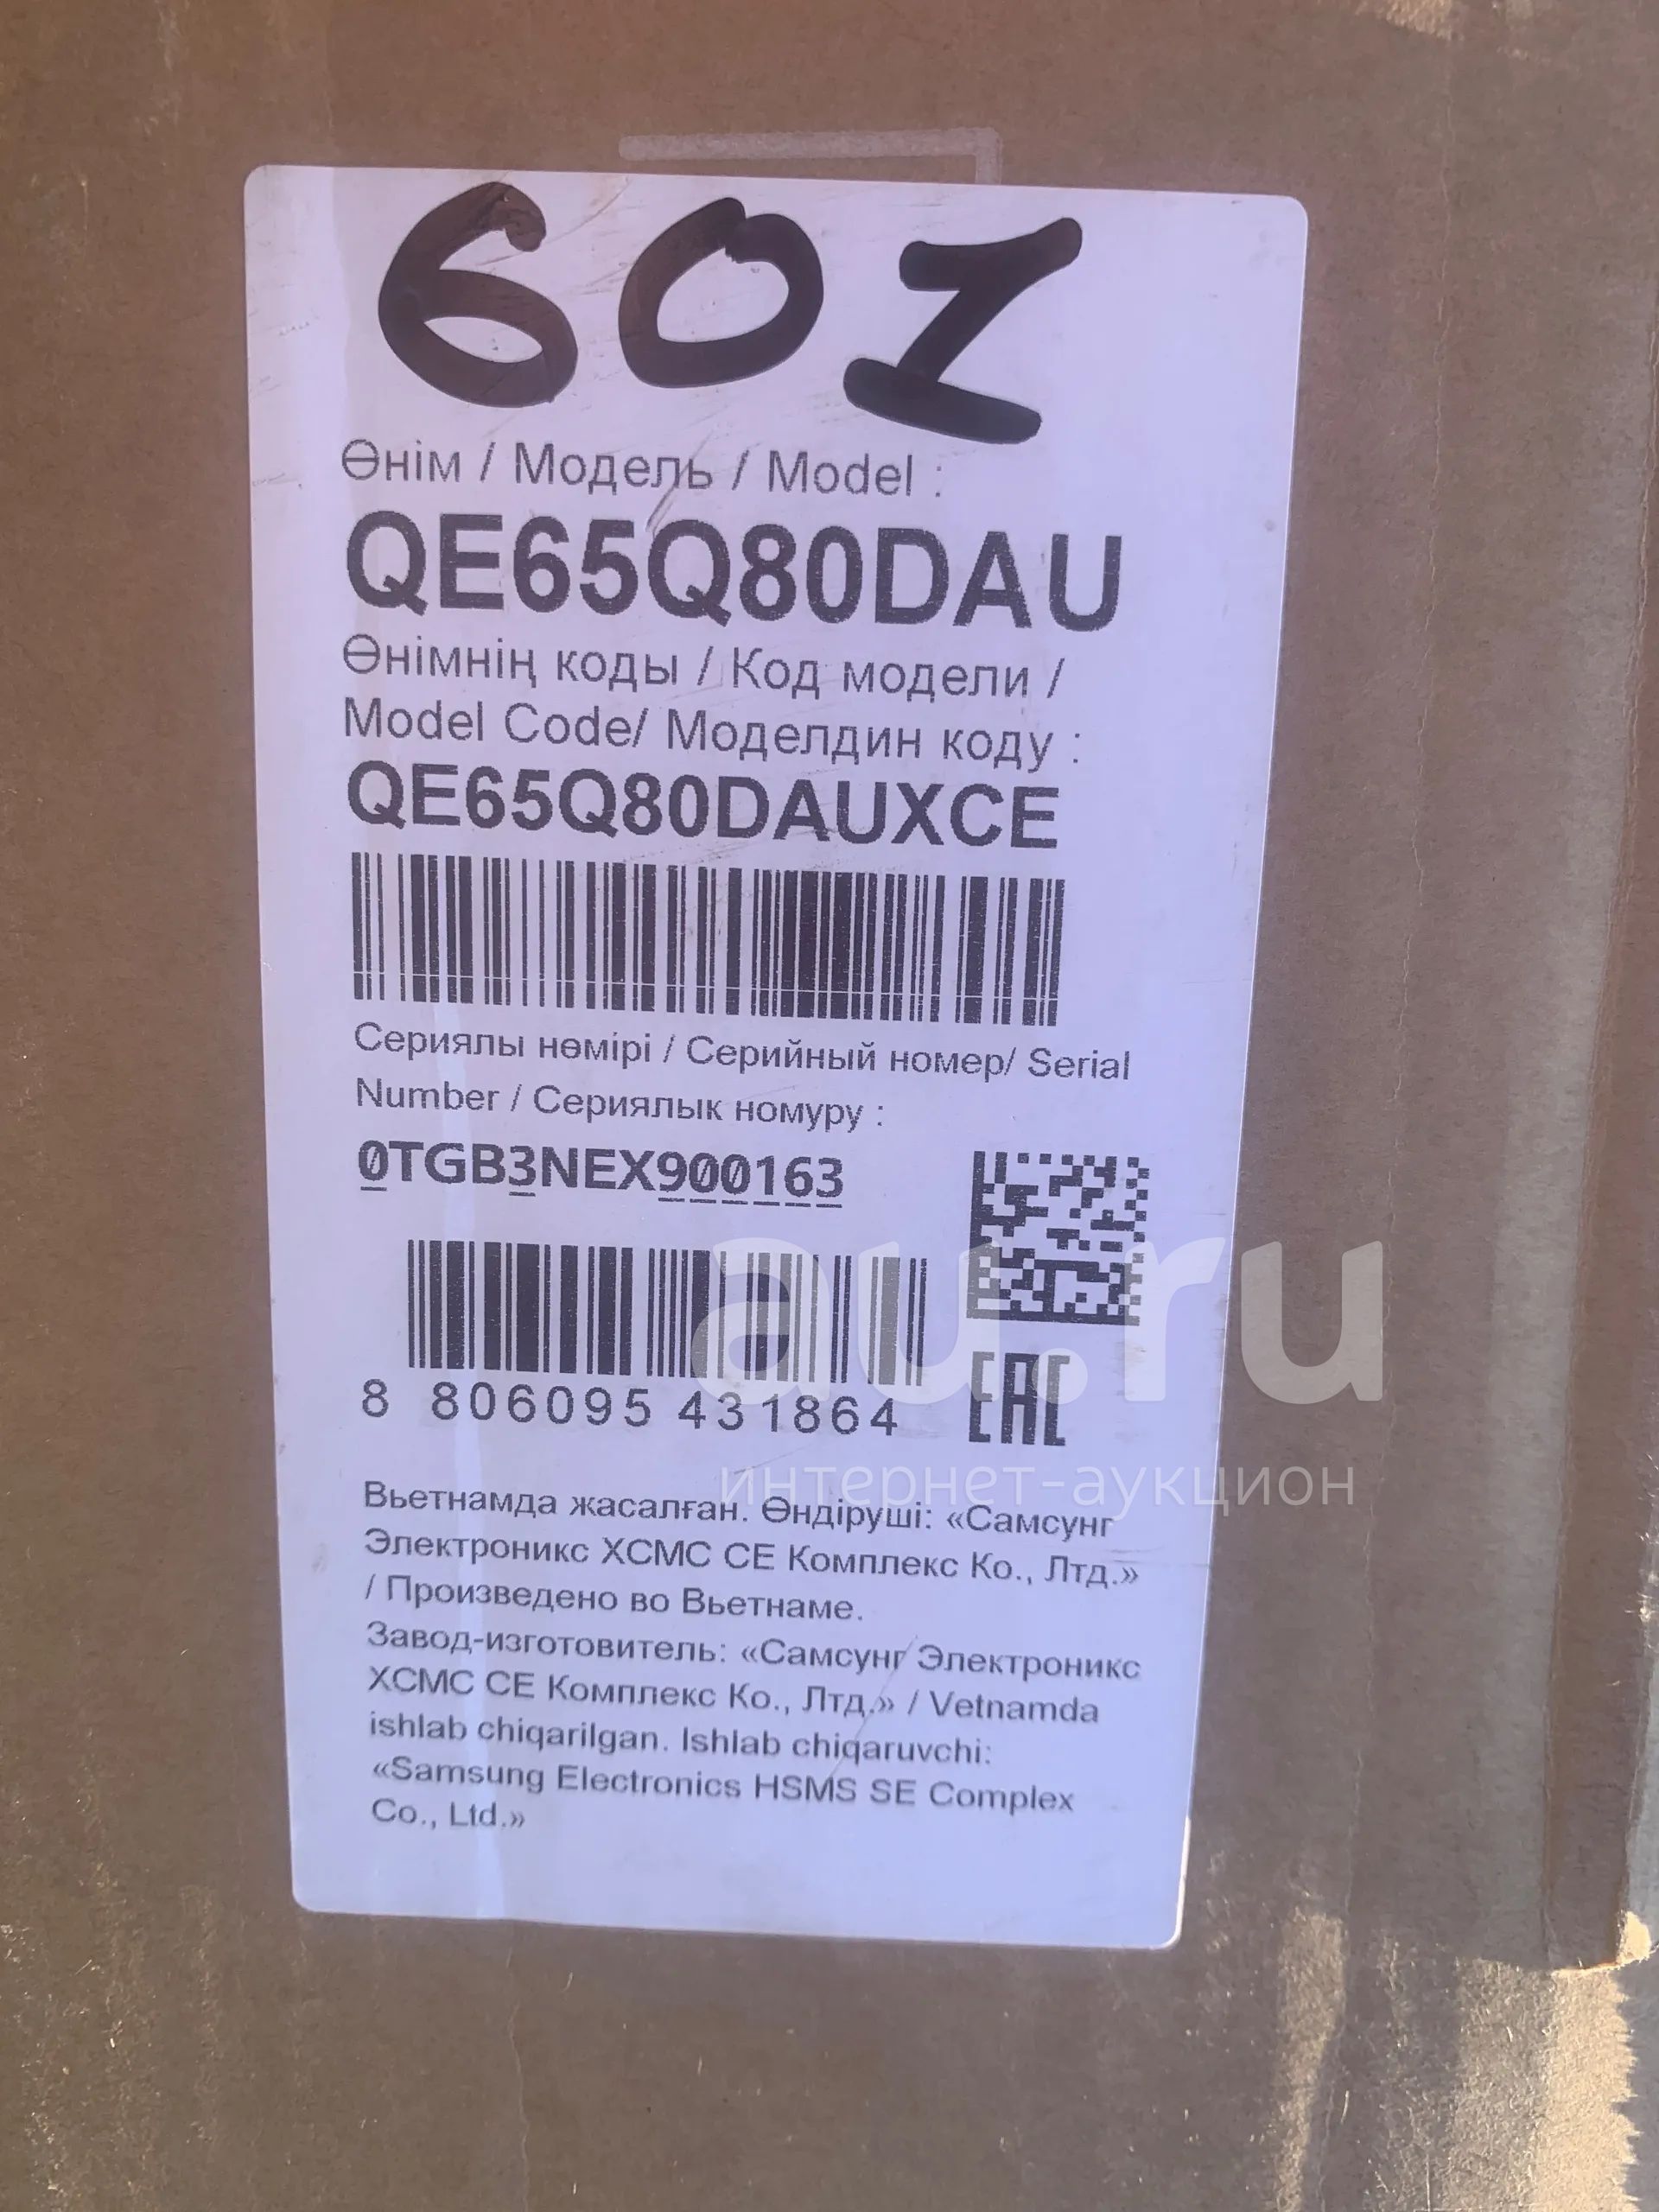 601
Өнім / Модель / Model :
QE65Q80DAU
Өнімнің коды / Код модели /
Model Code/ Моделдин коду :
QE65Q80DAUXCE
Сериялы нөмірі / Серийный номер/ Serial
Number / Сериялык номуру :
0TGB3NEX900163
8 806095 431864
EAC
au.ru
интернет-аукцион
Вьетнамда жасалған. Өндіруші: «Самсунг
Электроникс ХСМС СЕ Комплекс Ко., Лтд.»
/ Произведено во Вьетнаме.
Завод-изготовитель: «Самсунг Электроникс
ХСМС СЕ Комплекс Ко., Лтд.» / Vetnamda
ishlab chiqarilgan. Ishlab chiqaruvchi:
«Samsung Electronics HSMS SE Complex
Co., Ltd.»